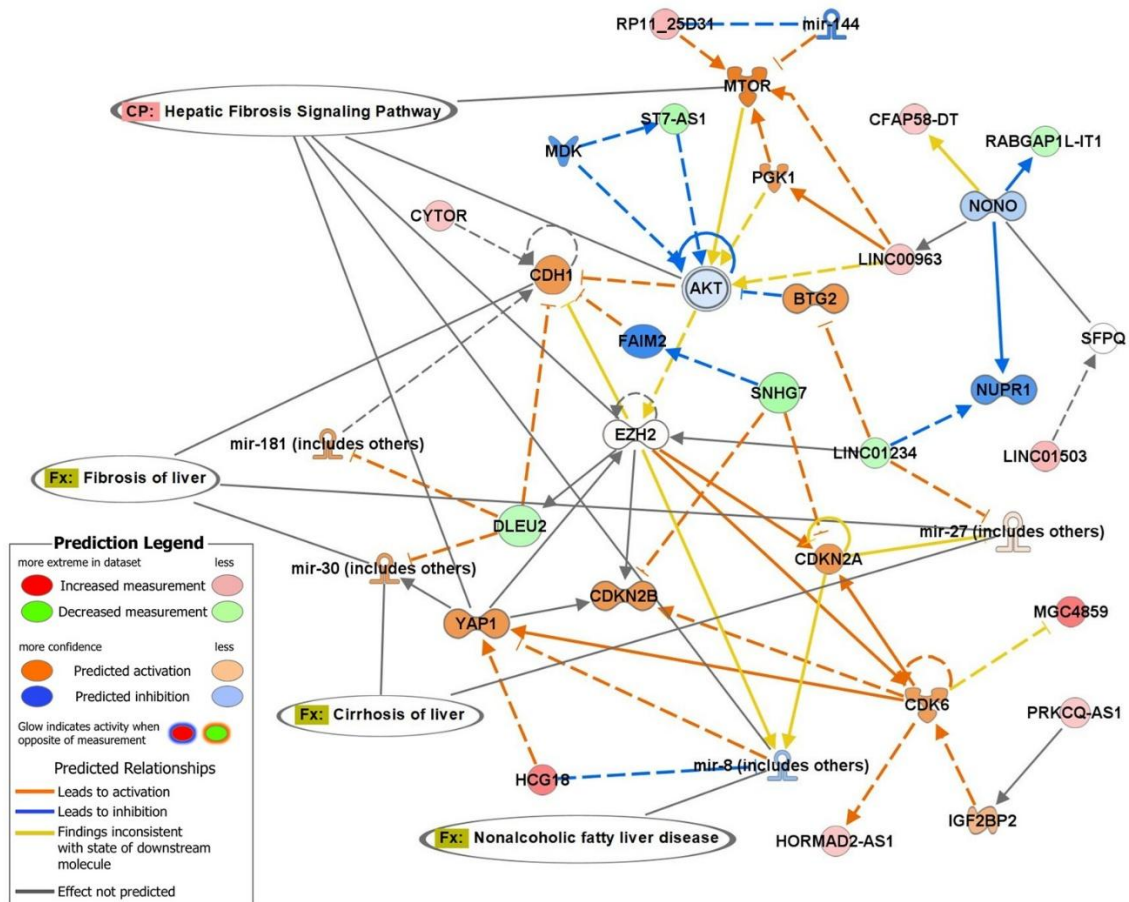 RP11_25D31
mir-144
MTOR
CP: Hepatic Fibrosis Signaling Pathway
ST7-AS1
CFAP58-DT
MDK
RABGAP1L-IT1
PGK1
CYTOR
NONO
LINC00963
CDH1
AKT
BTG2
FAIM2
SFPQ
SNHG7
NUPR1
EZH2
mir-181 (includes others)
LINC01234
LINC01503
Fx: Fibrosis of liver
DLEU2
mir-27 (includes others)
CDKN2A
mir-30 (includes others)
CDKN2B
YAP1
MGC4859
CDK6
PRKCQ-AS1
Fx: Cirrhosis of liver
mir-8 (includes others)
HCG18
IGF2BP2
Fx: Nonalcoholic fatty liver disease
HORMAD2-AS1
Prediction Legend
more extreme in dataset less
Increased measurement
Decreased measurement
more confidence less
Predicted activation
Predicted inhibition
Glow indicates activity when
opposite of measurement
Predicted Relationships
Leads to activation
Leads to inhibition
Findings inconsistent
with state of downstream
molecule
Effect not predicted